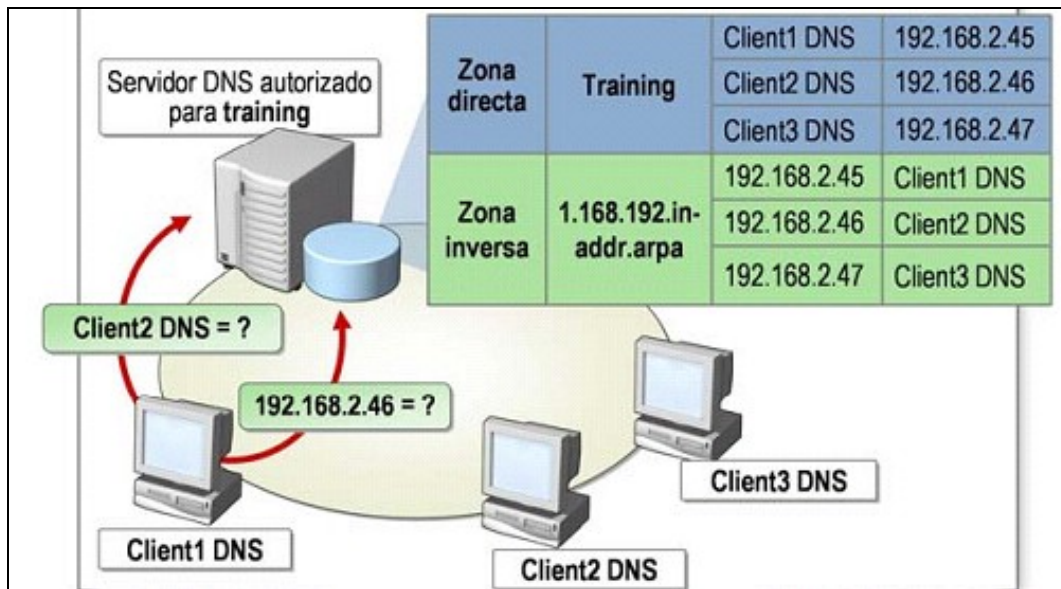 Servidor DNS autorizado
para training
Zona
directa
Training
Client1 DNS
192.168.2.45
Client2 DNS
192.168.2.46
Client3 DNS
192.168.2.47
Zona
inversa
1.168.192.in-
addr.arpa
192.168.2.45
Client1 DNS
192.168.2.46
Client2 DNS
192.168.2.47
Client3 DNS
Client2 DNS = ?
192.168.2.46 = ?
Client1 DNS
Client2 DNS
Client3 DNS